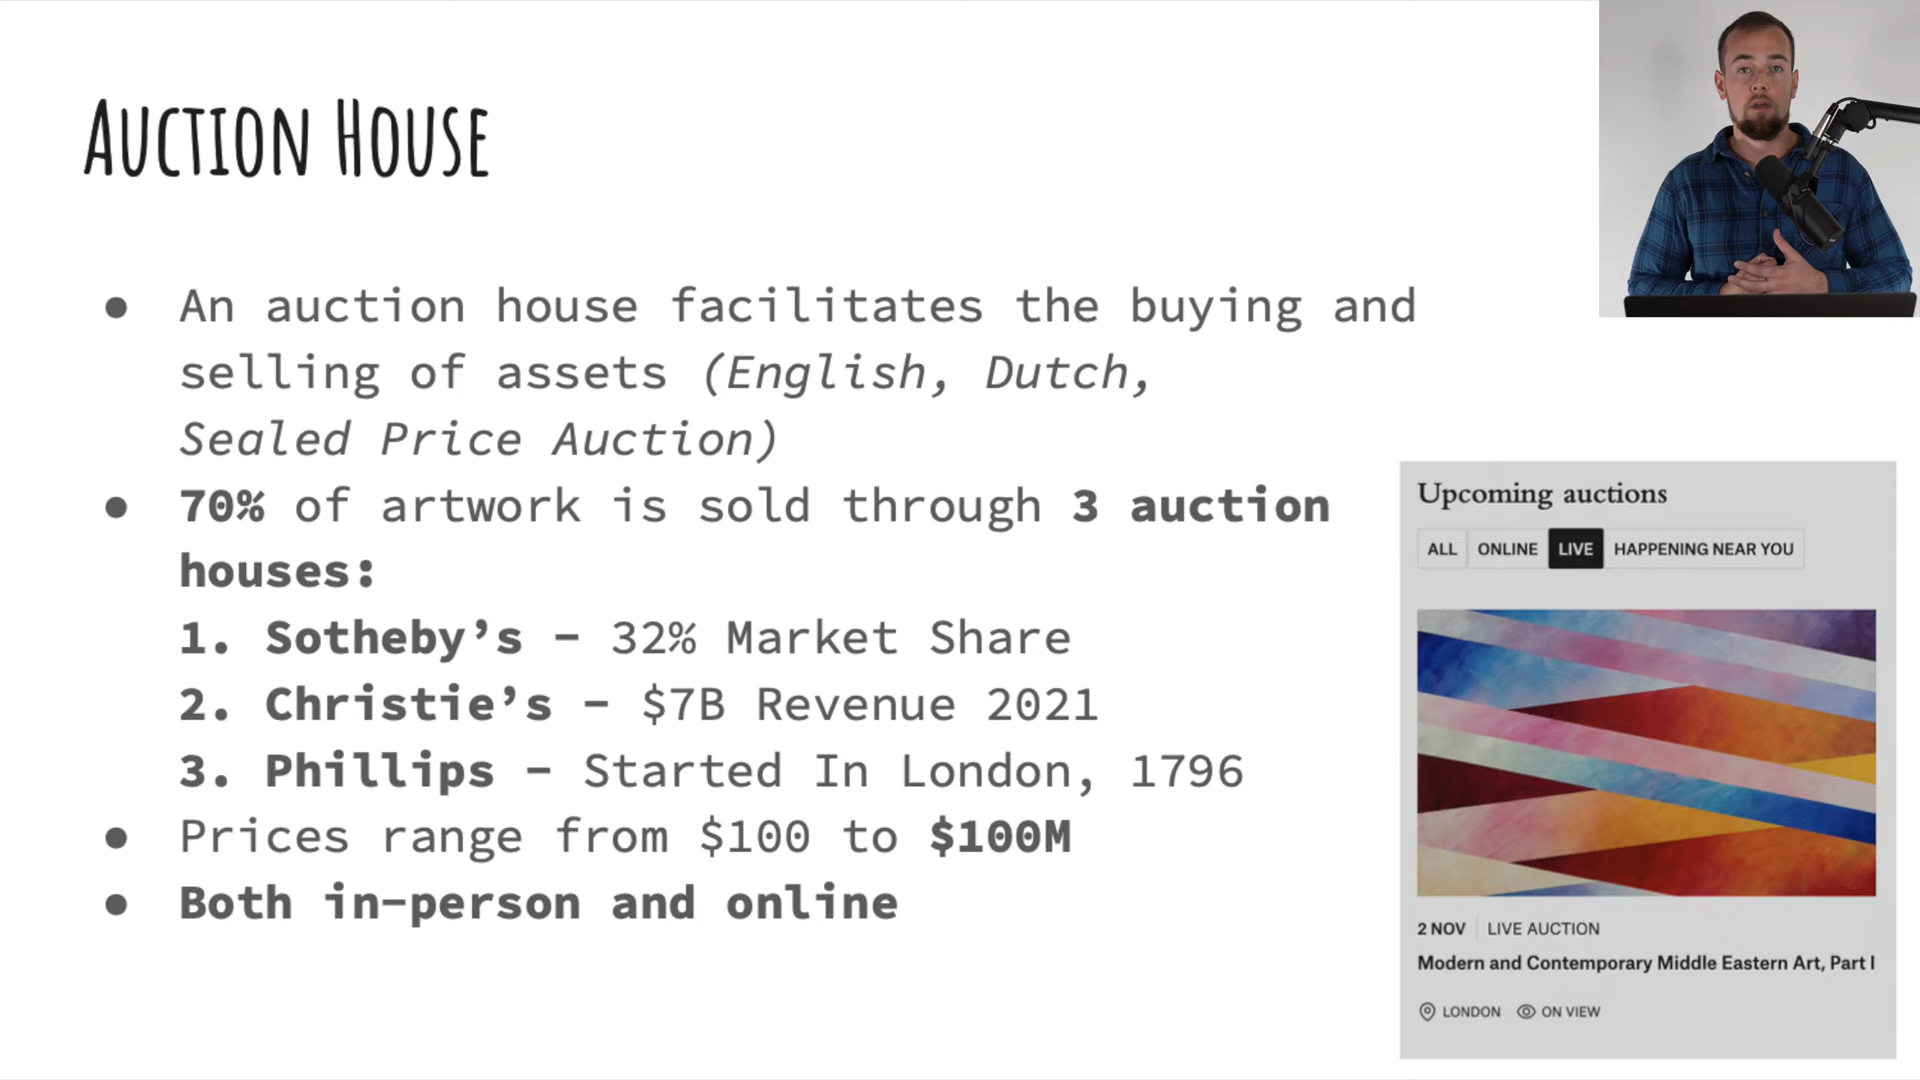 AUCTION HOUSE
● An auction house facilitates the buying and
selling of assets (English, Dutch,
Sealed Price Auction)
● 70% of artwork is sold through 3 auction
houses:
1. Sotheby’s – 32% Market Share
2. Christie’s – $7B Revenue 2021
3. Phillips – Started In London, 1796
● Prices range from $100 to $100M
● Both in-person and online
Upcoming auctions
ALL ONLINE LIVE HAPPENING NEAR YOU
2 NOV LIVE AUCTION
Modern and Contemporary Middle Eastern Art, Part I
LONDON ON VIEW